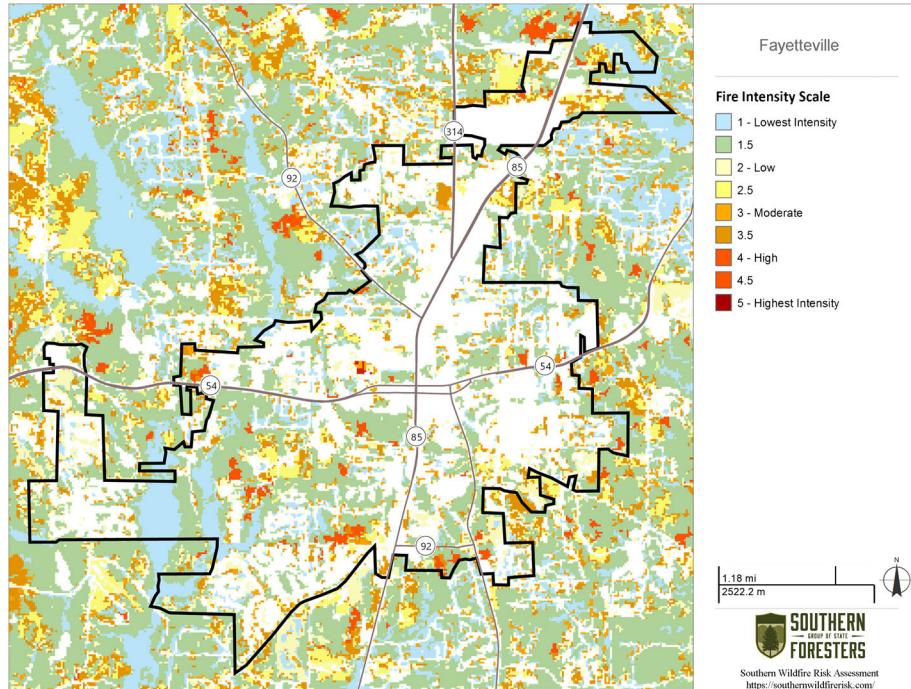 Fayetteville
Fire Intensity Scale
1 - Lowest Intensity
1.5
2 - Low
2.5
3 - Moderate
3.5
4 - High
4.5
5 - Highest Intensity
314
85
92
54
54
85
92
N
1.18 mi
2522.2 m
SOUTHERN
GROUP OF STATE
FORESTERS
Southern Wildfire Risk Assessment
https://southernwildfirerisk.com/